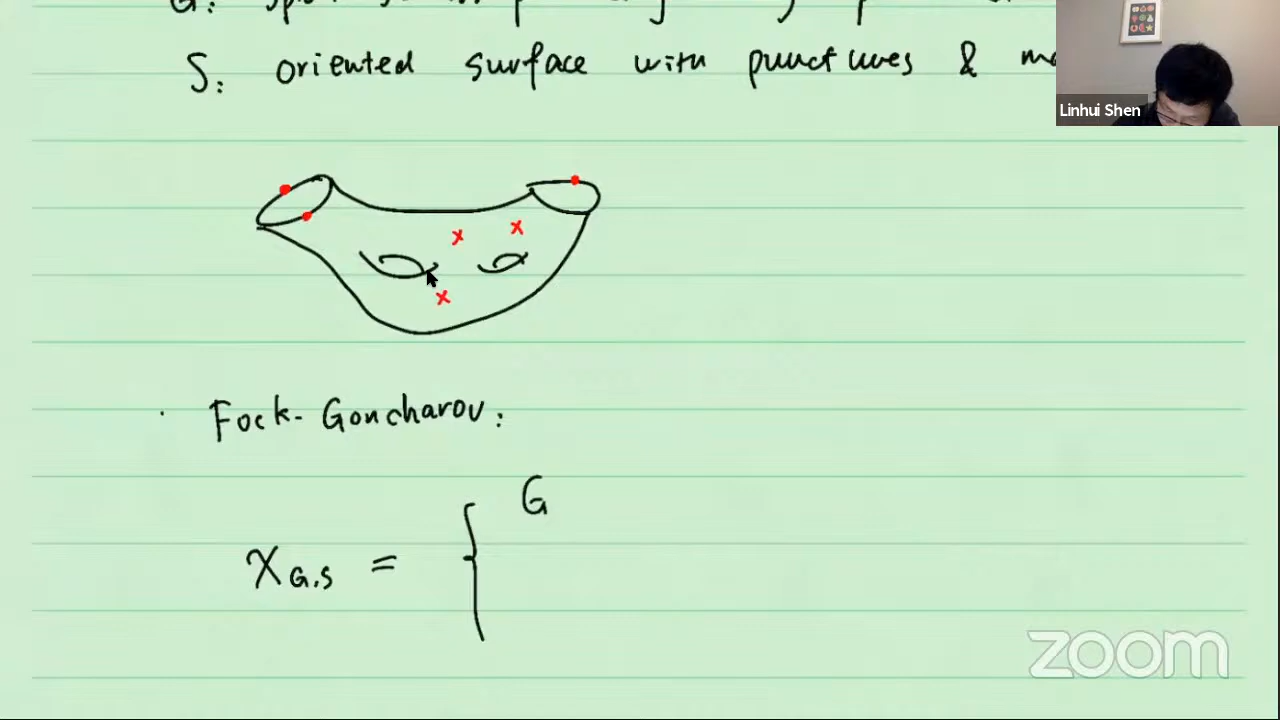 G:
S: oriented surface with punctures &
Linhui Shen
Fock-Goncharov:
X_{G,S} = { G
zoom